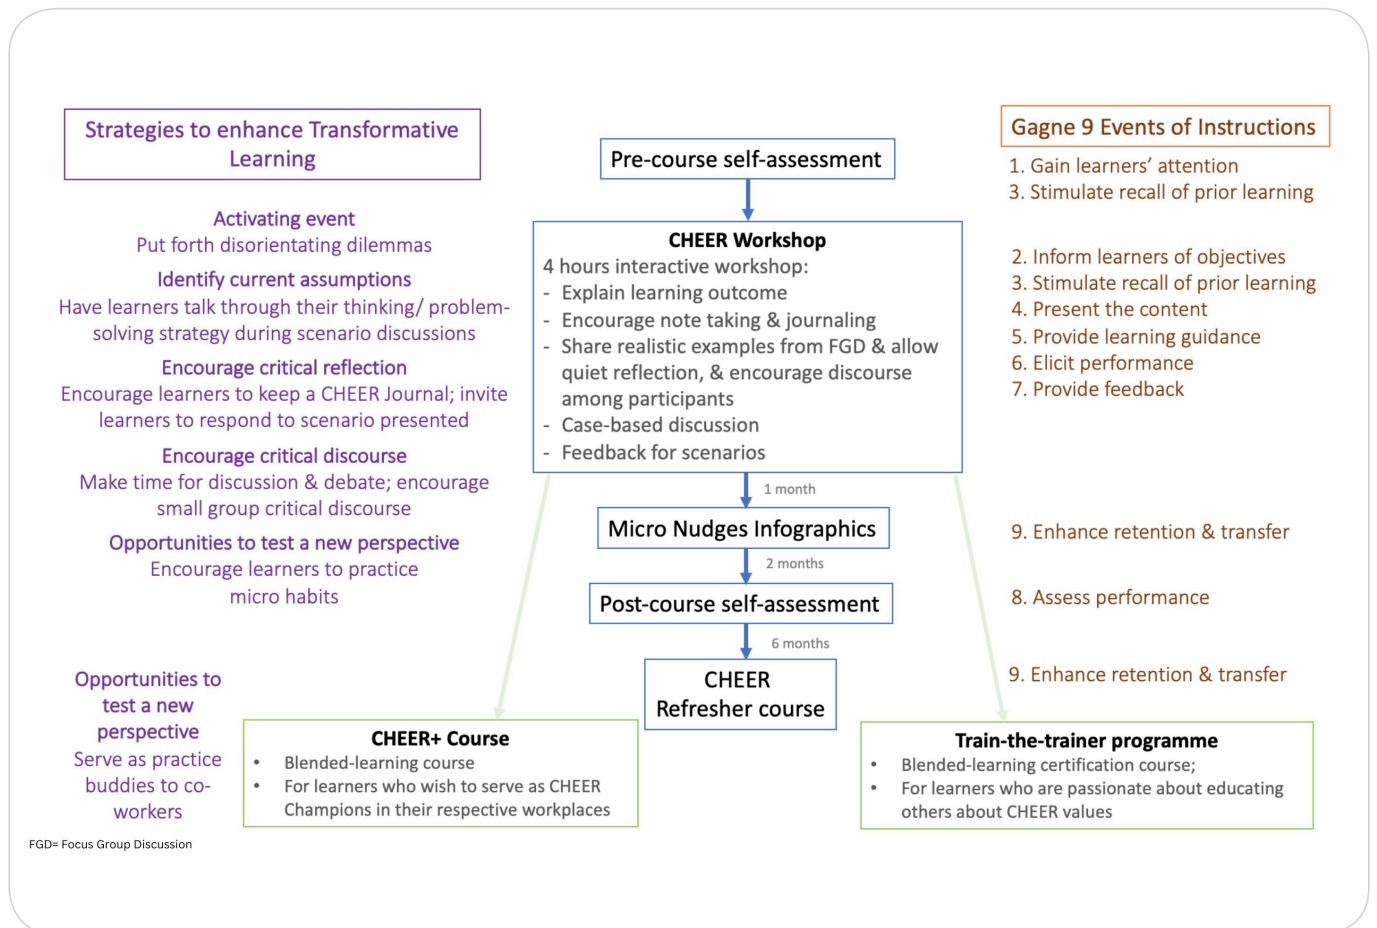 Strategies to enhance Transformative
Learning
Activating event
Put forth disorientating dilemmas
Identify current assumptions
Have learners talk through their thinking/ problem-
solving strategy during scenario discussions
Encourage critical reflection
Encourage learners to keep a CHEER Journal; invite
learners to respond to scenario presented
Encourage critical discourse
Make time for discussion & debate; encourage
small group critical discourse
Opportunities to test a new perspective
Encourage learners to practice
micro habits
Opportunities to
test a new
perspective
Serve as practice
buddies to co-
workers
Pre-course self-assessment
CHEER Workshop
4 hours interactive workshop:
- Explain learning outcome
- Encourage note taking & journaling
- Share realistic examples from FGD & allow
quiet reflection, & encourage discourse
among participants
- Case-based discussion
- Feedback for scenarios
1 month
Micro Nudges Infographics
2 months
Post-course self-assessment
6 months
CHEER
Refresher course
CHEER+ Course
• Blended-learning course
• For learners who wish to serve as CHEER
Champions in their respective workplaces
Gagne 9 Events of Instructions
1. Gain learners’ attention
3. Stimulate recall of prior learning
2. Inform learners of objectives
3. Stimulate recall of prior learning
4. Present the content
5. Provide learning guidance
6. Elicit performance
7. Provide feedback
9. Enhance retention & transfer
8. Assess performance
9. Enhance retention & transfer
Train-the-trainer programme
• Blended-learning certification course;
• For learners who are passionate about educating
others about CHEER values
FGD= Focus Group Discussion